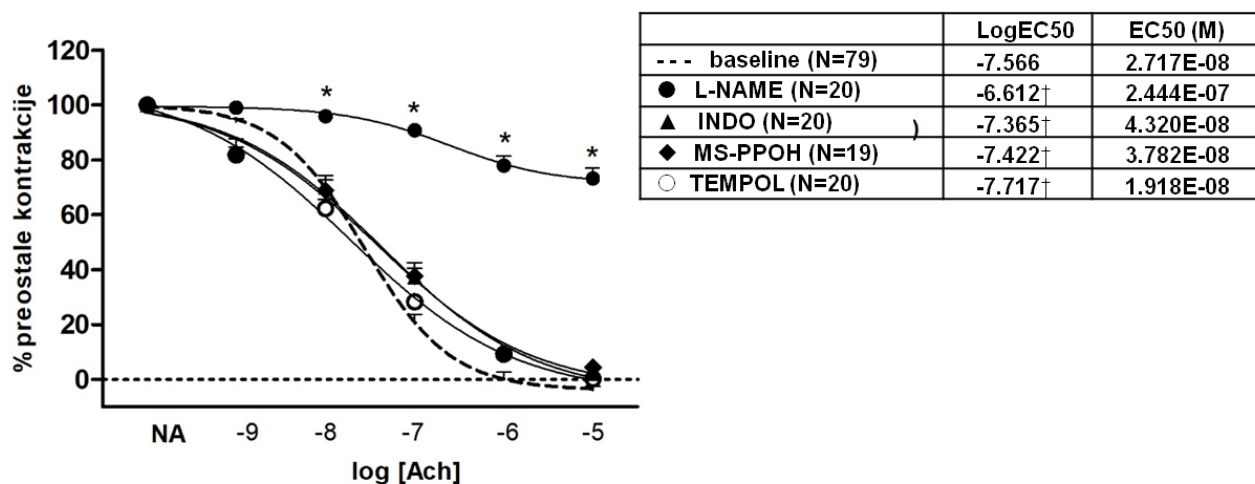 LogEC50 EC50 (M)
baseline (N=79) -7.566 2.717E-08
L-NAME (N=20) -6.612† 2.444E-07
INDO (N=20) ) -7.365† 4.320E-08
MS-PPOH (N=19) -7.422† 3.782E-08
TEMPOL (N=20) -7.717† 1.918E-08
% preostale kontrakcije
120
100
80
60
40
20
0
* * * *
NA -9 -8 -7 -6 -5
log [Ach]